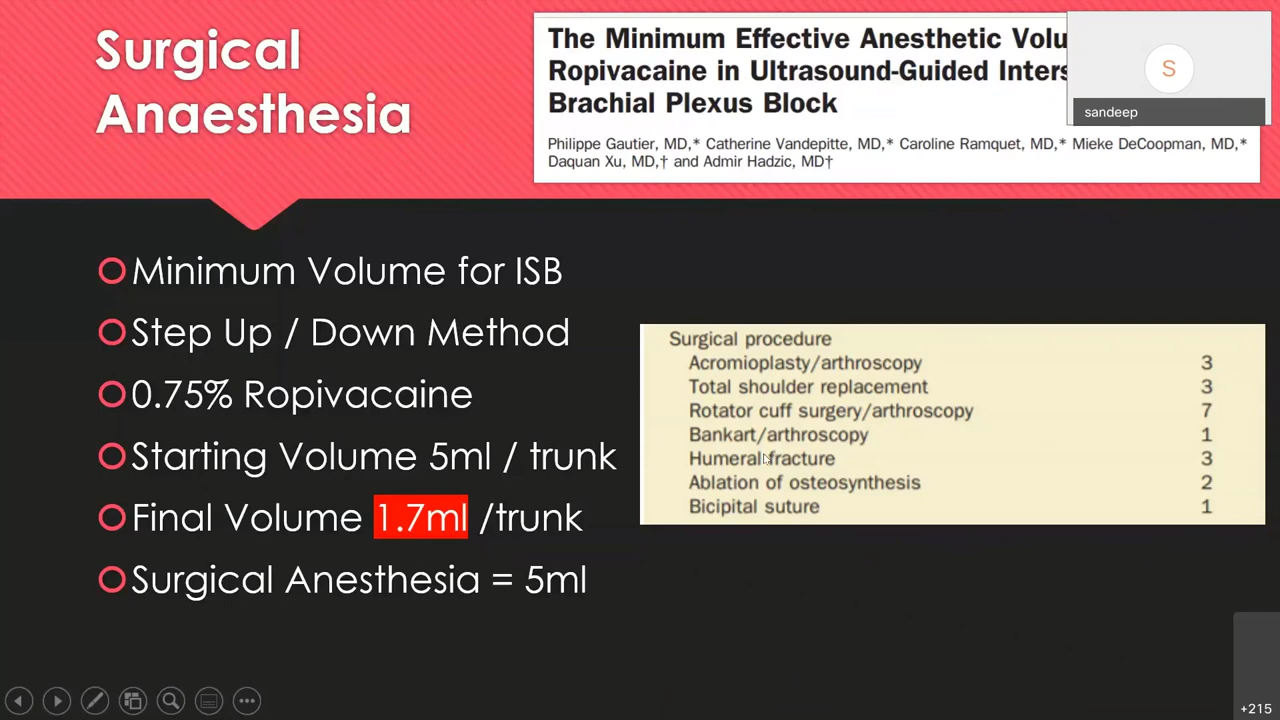 Surgical
Anaesthesia
The Minimum Effective Anesthetic
Ropivacaine in Ultrasound-Guided
Brachial Plexus Block
Philippe Gautier, MD,* Catherine Vandepitte, MD,* Caroline Ramquet, MD,* Mieke DeCoopman, MD,*
Daquan Xu, MD,† and Admir Hadzic, MD†
S
sandeep
Minimum Volume for ISB
Step Up / Down Method
0.75% Ropivacaine
Starting Volume 5ml / trunk
Final Volume 1.7ml /trunk
Surgical Anesthesia = 5ml
Surgical procedure
Acromioplasty/arthroscopy 3
Total shoulder replacement 3
Rotator cuff surgery/arthroscopy 7
Bankart/arthroscopy 1
Humeral fracture 3
Ablation of osteosynthesis 2
Bicipital suture 1
+215